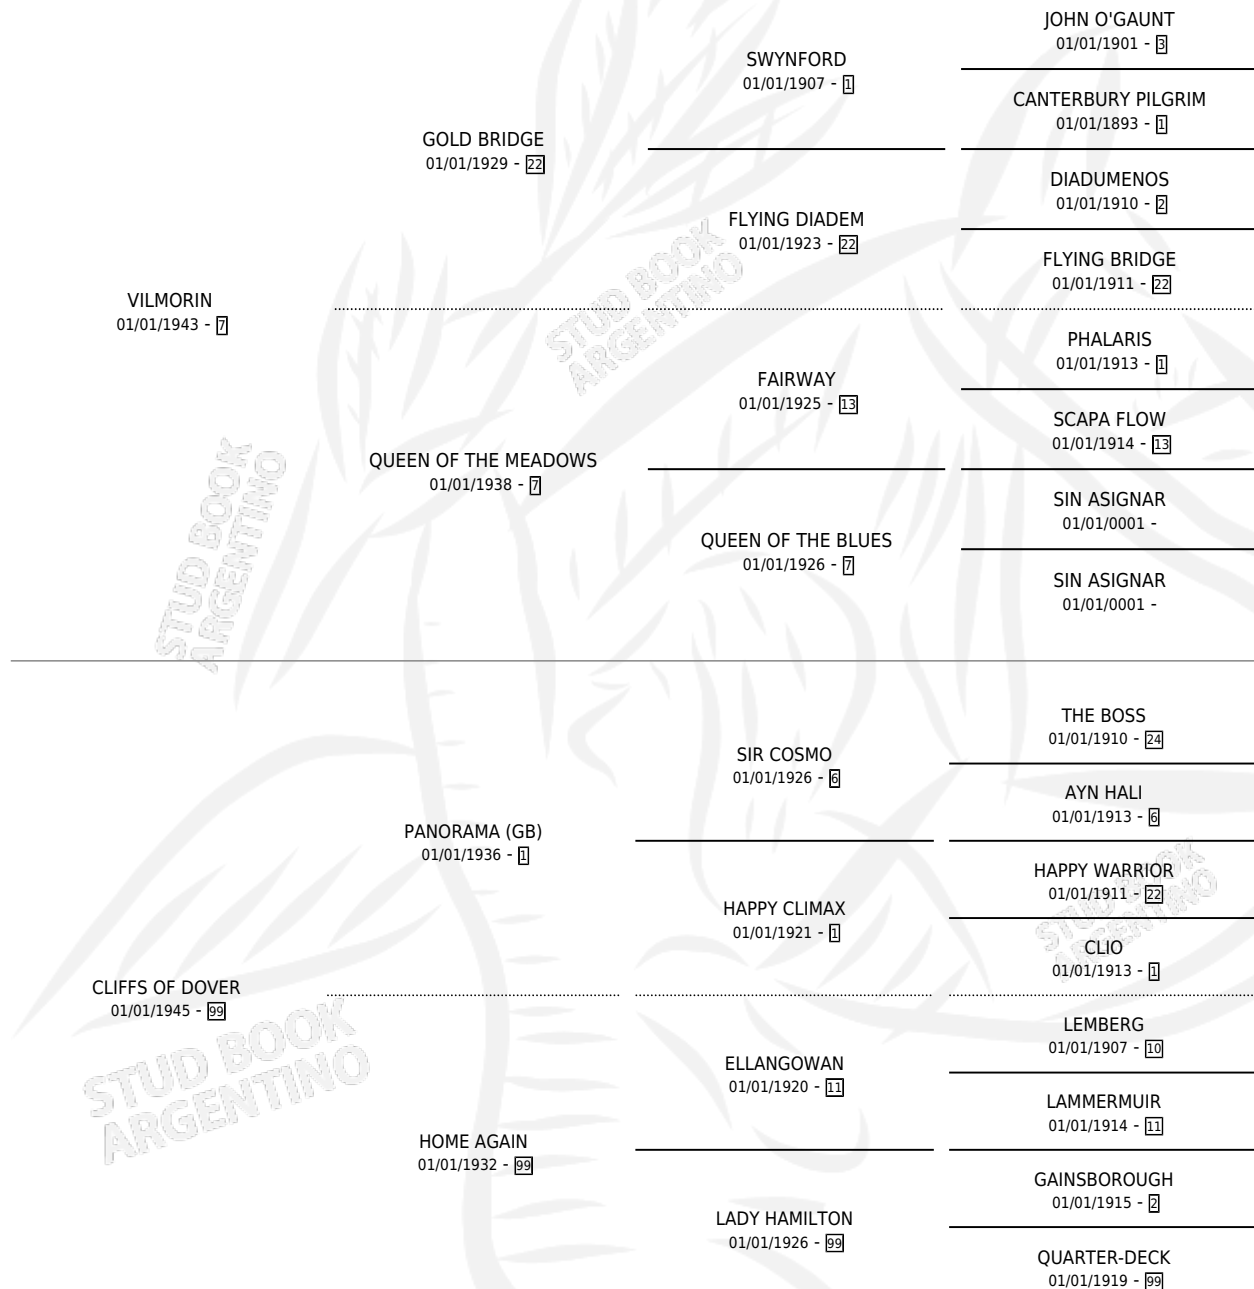 JOHN O'GAUNT
01/01/1901 - 3
SWYNFORD
01/01/1907 - 1
CANTERBURY PILGRIM
01/01/1893 - 1
GOLD BRIDGE
01/01/1929 - 22
DIADUMENOS
01/01/1910 - 2
FLYING DIADEM
01/01/1923 - 22
FLYING BRIDGE
01/01/1911 - 22
VILMORIN
01/01/1943 - 7
PHALARIS
01/01/1913 - 1
FAIRWAY
01/01/1925 - 13
SCAPA FLOW
01/01/1914 - 13
QUEEN OF THE MEADOWS
01/01/1938 - 7
SIN ASIGNAR
01/01/0001 -
QUEEN OF THE BLUES
01/01/1926 - 7
SIN ASIGNAR
01/01/0001 -
THE BOSS
01/01/1910 - 24
SIR COSMO
01/01/1926 - 6
AYN HALI
01/01/1913 - 6
PANORAMA (GB)
01/01/1936 - 1
HAPPY WARRIOR
01/01/1911 - 22
HAPPY CLIMAX
01/01/1921 - 1
CLIO
01/01/1913 - 1
CLIFFS OF DOVER
01/01/1945 - 99
LEMBERG
01/01/1907 - 10
ELLANGOWAN
01/01/1920 - 11
LAMMERMUIR
01/01/1914 - 11
HOME AGAIN
01/01/1932 - 99
GAINSBOROUGH
01/01/1915 - 2
LADY HAMILTON
01/01/1926 - 99
QUARTER-DECK
01/01/1919 - 99
STUD BOOK
ARGENTINO
STUD BOOK
ARGENTINO
STUD BOOK
ARGENTINO
STUD BOOK
ARGENTINO